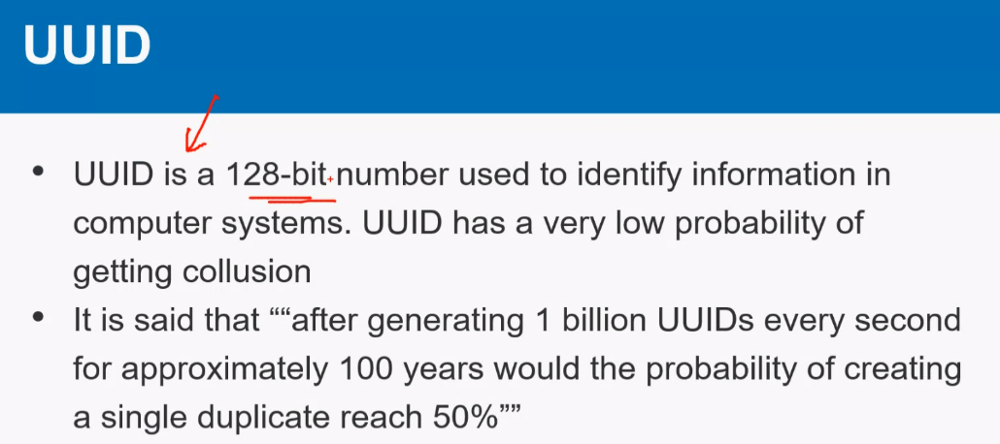 UUID
• UUID is a 128-bit number used to identify information in
computer systems. UUID has a very low probability of
getting collusion
• It is said that ““after generating 1 billion UUIDs every second
for approximately 100 years would the probability of creating
a single duplicate reach 50%””